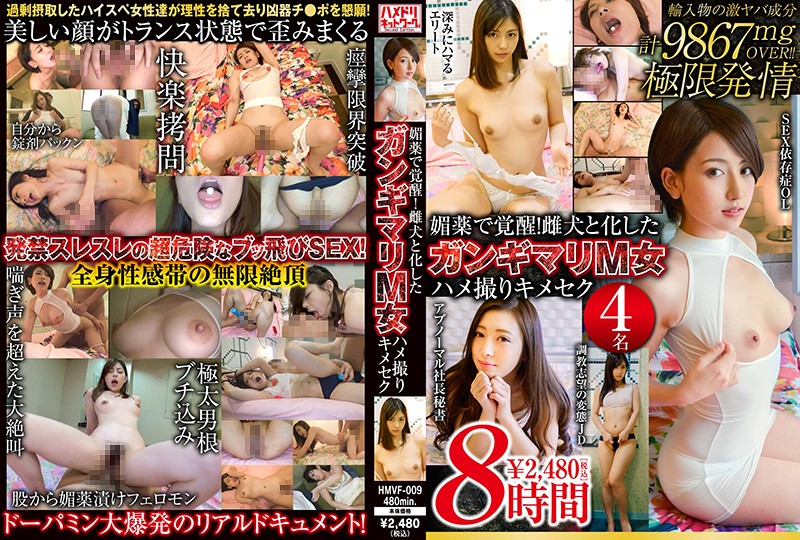 過剰摂取したハイスペ女性達が理性を捨て去り凶器チ●ポを懇願!
美しい顔がトランス状態で歪みまくる
痙攣限界突破
快楽拷問
自分から
錠剤パックン
発禁スレスレの超危険なブッ飛びSEX!
全身性感帯の無限絶頂
喘ぎ声を超えた大絶叫
極太男根
ブチ込み
股から媚薬漬けフェロモン
ドーパミン大爆発のリアルドキュメント!
ハメドリ
ネットワーク
Second Edition
媚薬で覚醒!雌犬と化した
ガンギマリM女
ハメ撮り
キメセク
HMVF-009
480min.
本体価格
¥2,480
(税込)
深みにハマる
エリート
輸入物の激ヤバ成分
計9867mg
OVER!!
極限発情
SEX依存症OL
媚薬で覚醒!雌犬と化した
ガンギマリM女
ハメ撮りキメセク
4名
アブノーマル社長秘書
調教志望の変態JD
8時間
¥2,480(税込)